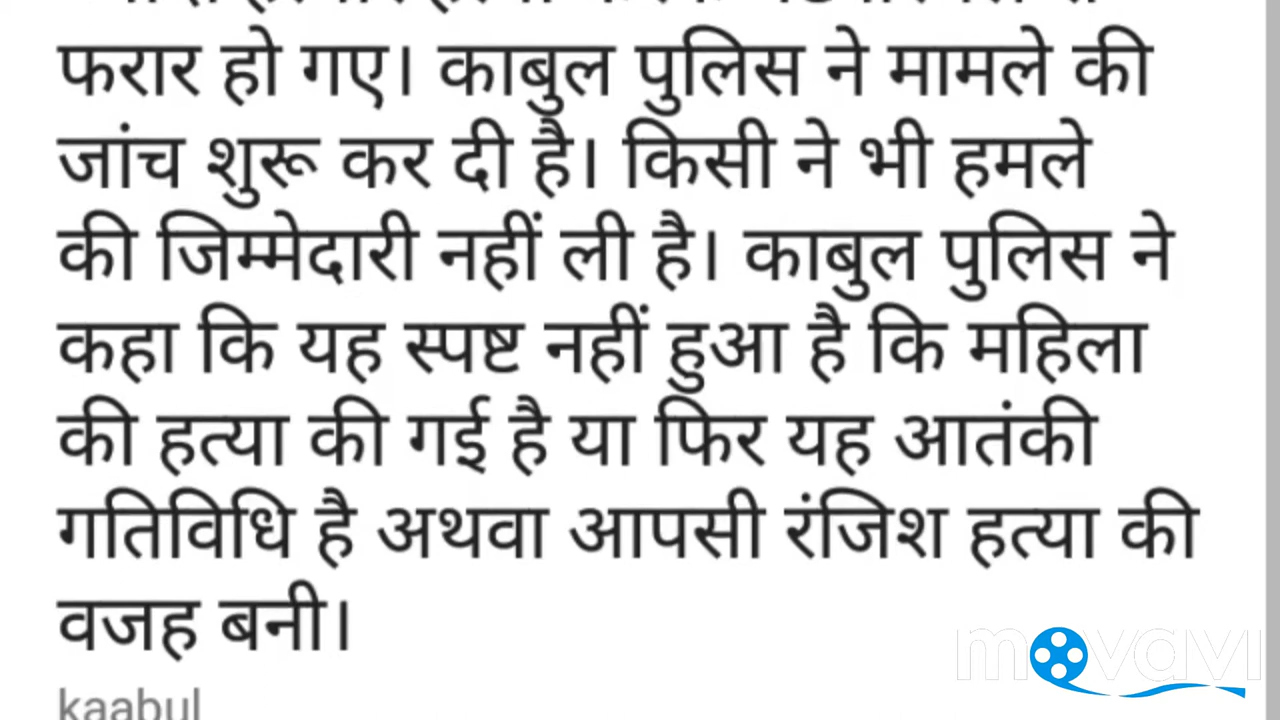 फरार हो गए। काबुल पुलिस ने मामले की
जांच शुरू कर दी है। किसी ने भी हमले
की जिम्मेदारी नहीं ली है। काबुल पुलिस ने
कहा कि यह स्पष्ट नहीं हुआ है कि महिला
की हत्या की गई है या फिर यह आतंकी
गतिविधि है अथवा आपसी रंजिश हत्या की
वजह बनी।
movavi
kaabul